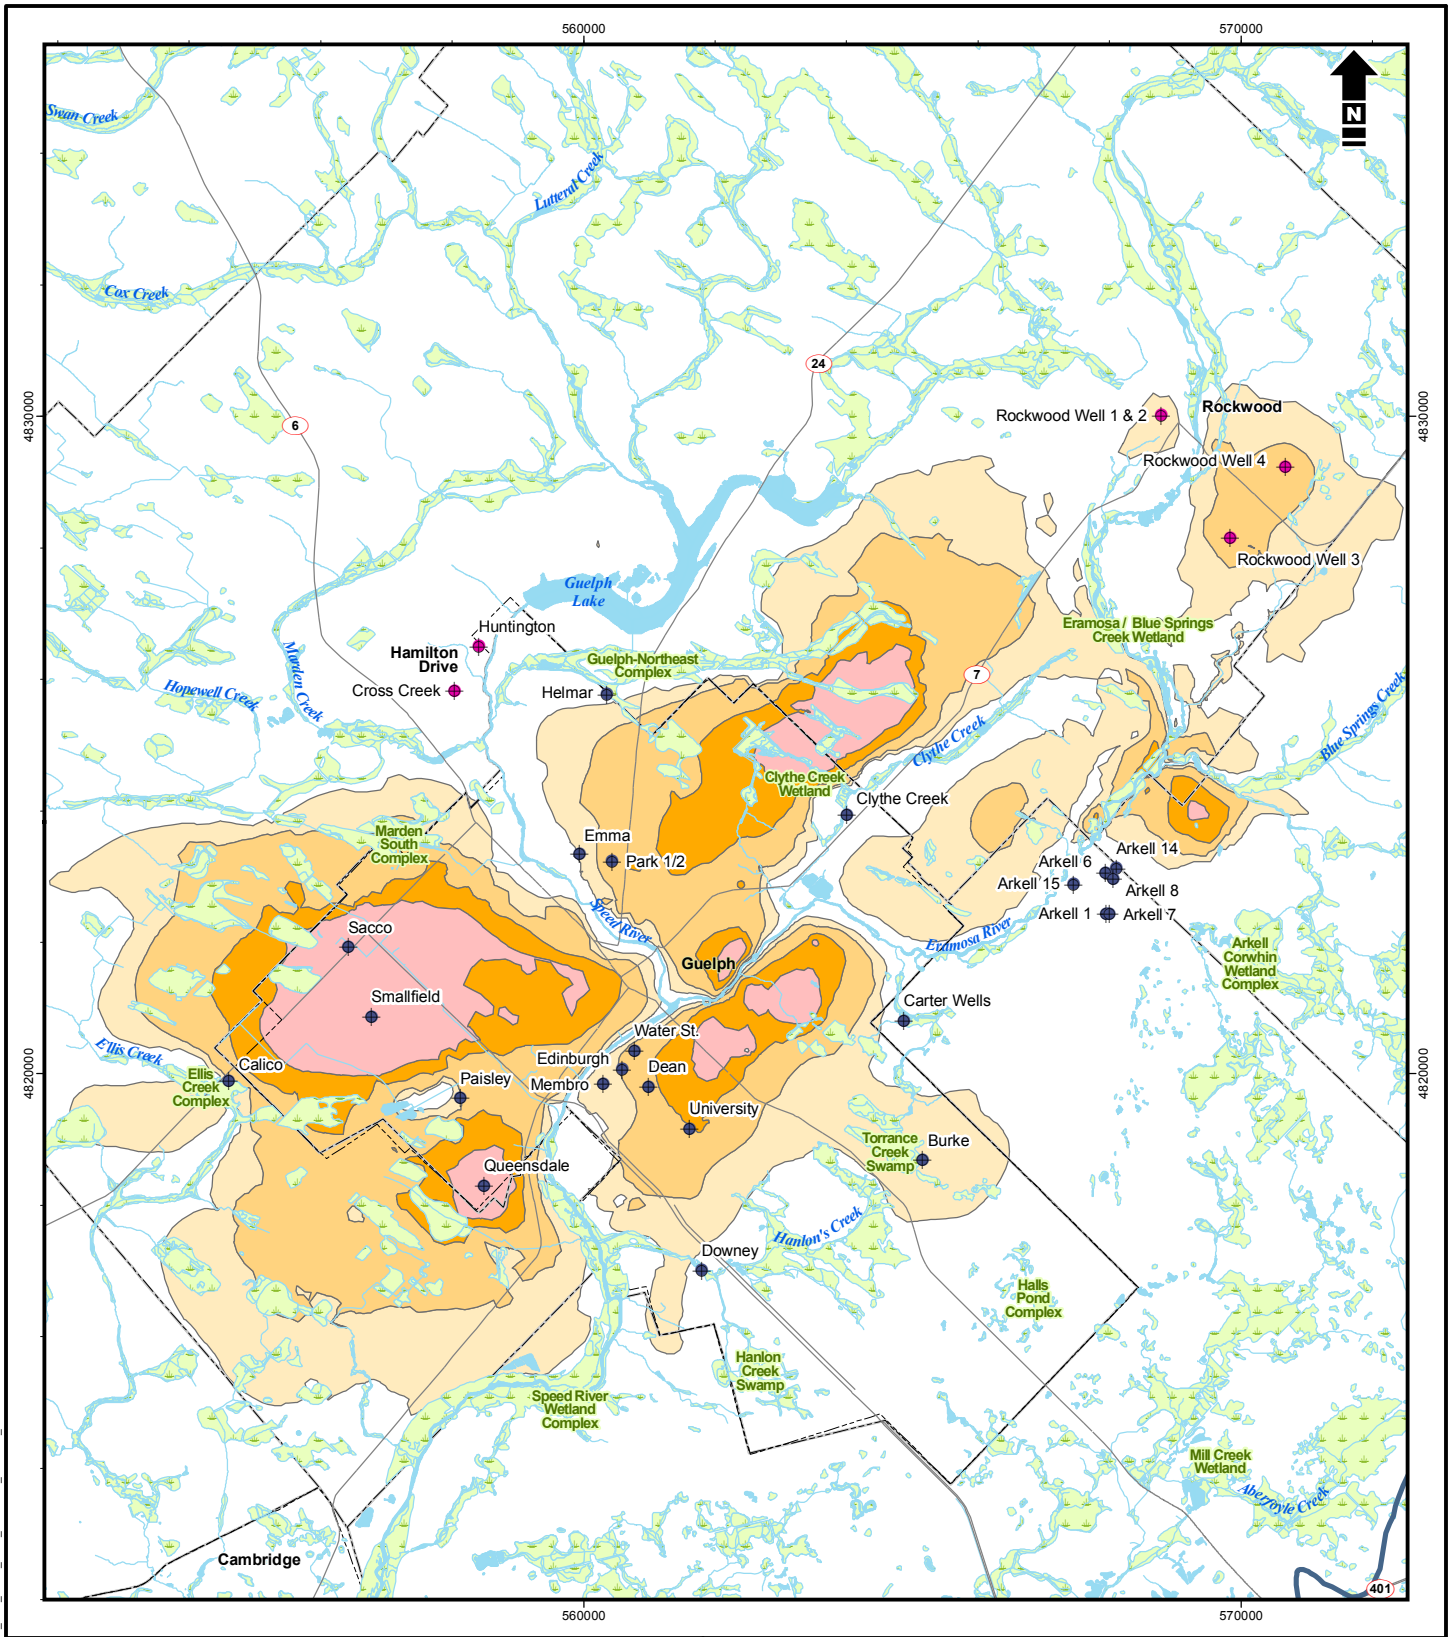 560000
570000
N
Swan Creek
Lutteral Creek
Cox Creek
24
6
4830000
4830000
Rockwood Well 1 & 2
Rockwood
Rockwood Well 4
Rockwood Well 3
Guelph
Lake
Huntington
Hamilton
Drive
Cross Creek
Eramosa / Blue Springs
Creek Wetland
Guelph-Northeast
Complex
Helmar
7
Marden Creek
Hopewell Creek
Blue Springs Creek
Clythe Creek
Clythe Creek
Wetland
Clythe Creek
Marden
South
Complex
Emma
Park 1/2
Arkell 14
Arkell 6
Arkell 15
Arkell 8
Arkell 1
Arkell 7
Speed River
Eramosa River
Sacco
Guelph
Arkell
Corwhin
Wetland
Complex
Smallfield
Carter Wells
Water St.
Ellis Creek
Edinburgh
Calico
Dean
Ellis
Creek
Complex
Paisley
Membro
4820000
4820000
University
Torrance
Creek
Swamp
Burke
Queensdale
Hanlon's Creek
Downey
Halls
Pond
Complex
Hanlon
Creek
Swamp
Speed River
Wetland
Complex
Mill Creek
Wetland
Aberfoyle Creek
Cambridge
401
560000
570000